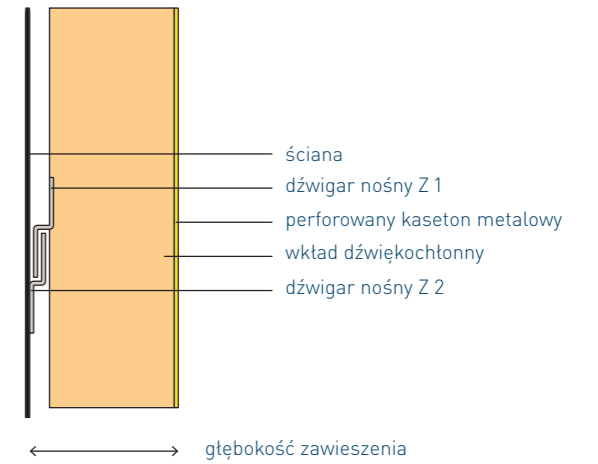 ściana
dźwigar nośny Z 1
perforowany kaseton metalowy
wkład dźwiękochłonny
dźwigar nośny Z 2
głębokość zawieszenia